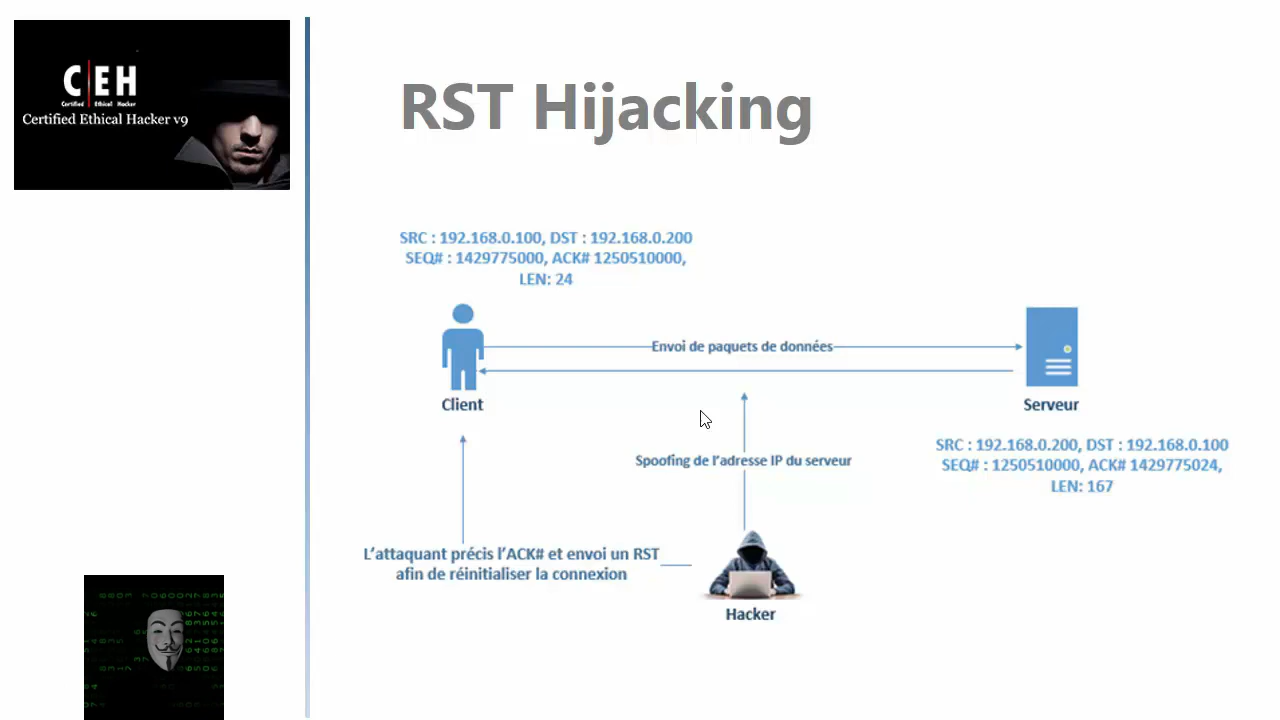 C|EH
Certified Ethical Hacker
Certified Ethical Hacker v9
RST Hijacking
SRC : 192.168.0.100, DST : 192.168.0.200
SEQ# : 1429775000, ACK# 1250510000,
LEN: 24
Envoi de paquets de données
Client
Serveur
Spoofing de l'adresse IP du serveur
SRC : 192.168.0.200, DST : 192.168.0.100
SEQ# : 1250510000, ACK# 1429775024,
LEN: 167
L'attaquant précis l'ACK# et envoi un RST
afin de réinitialiser la connexion
Hacker